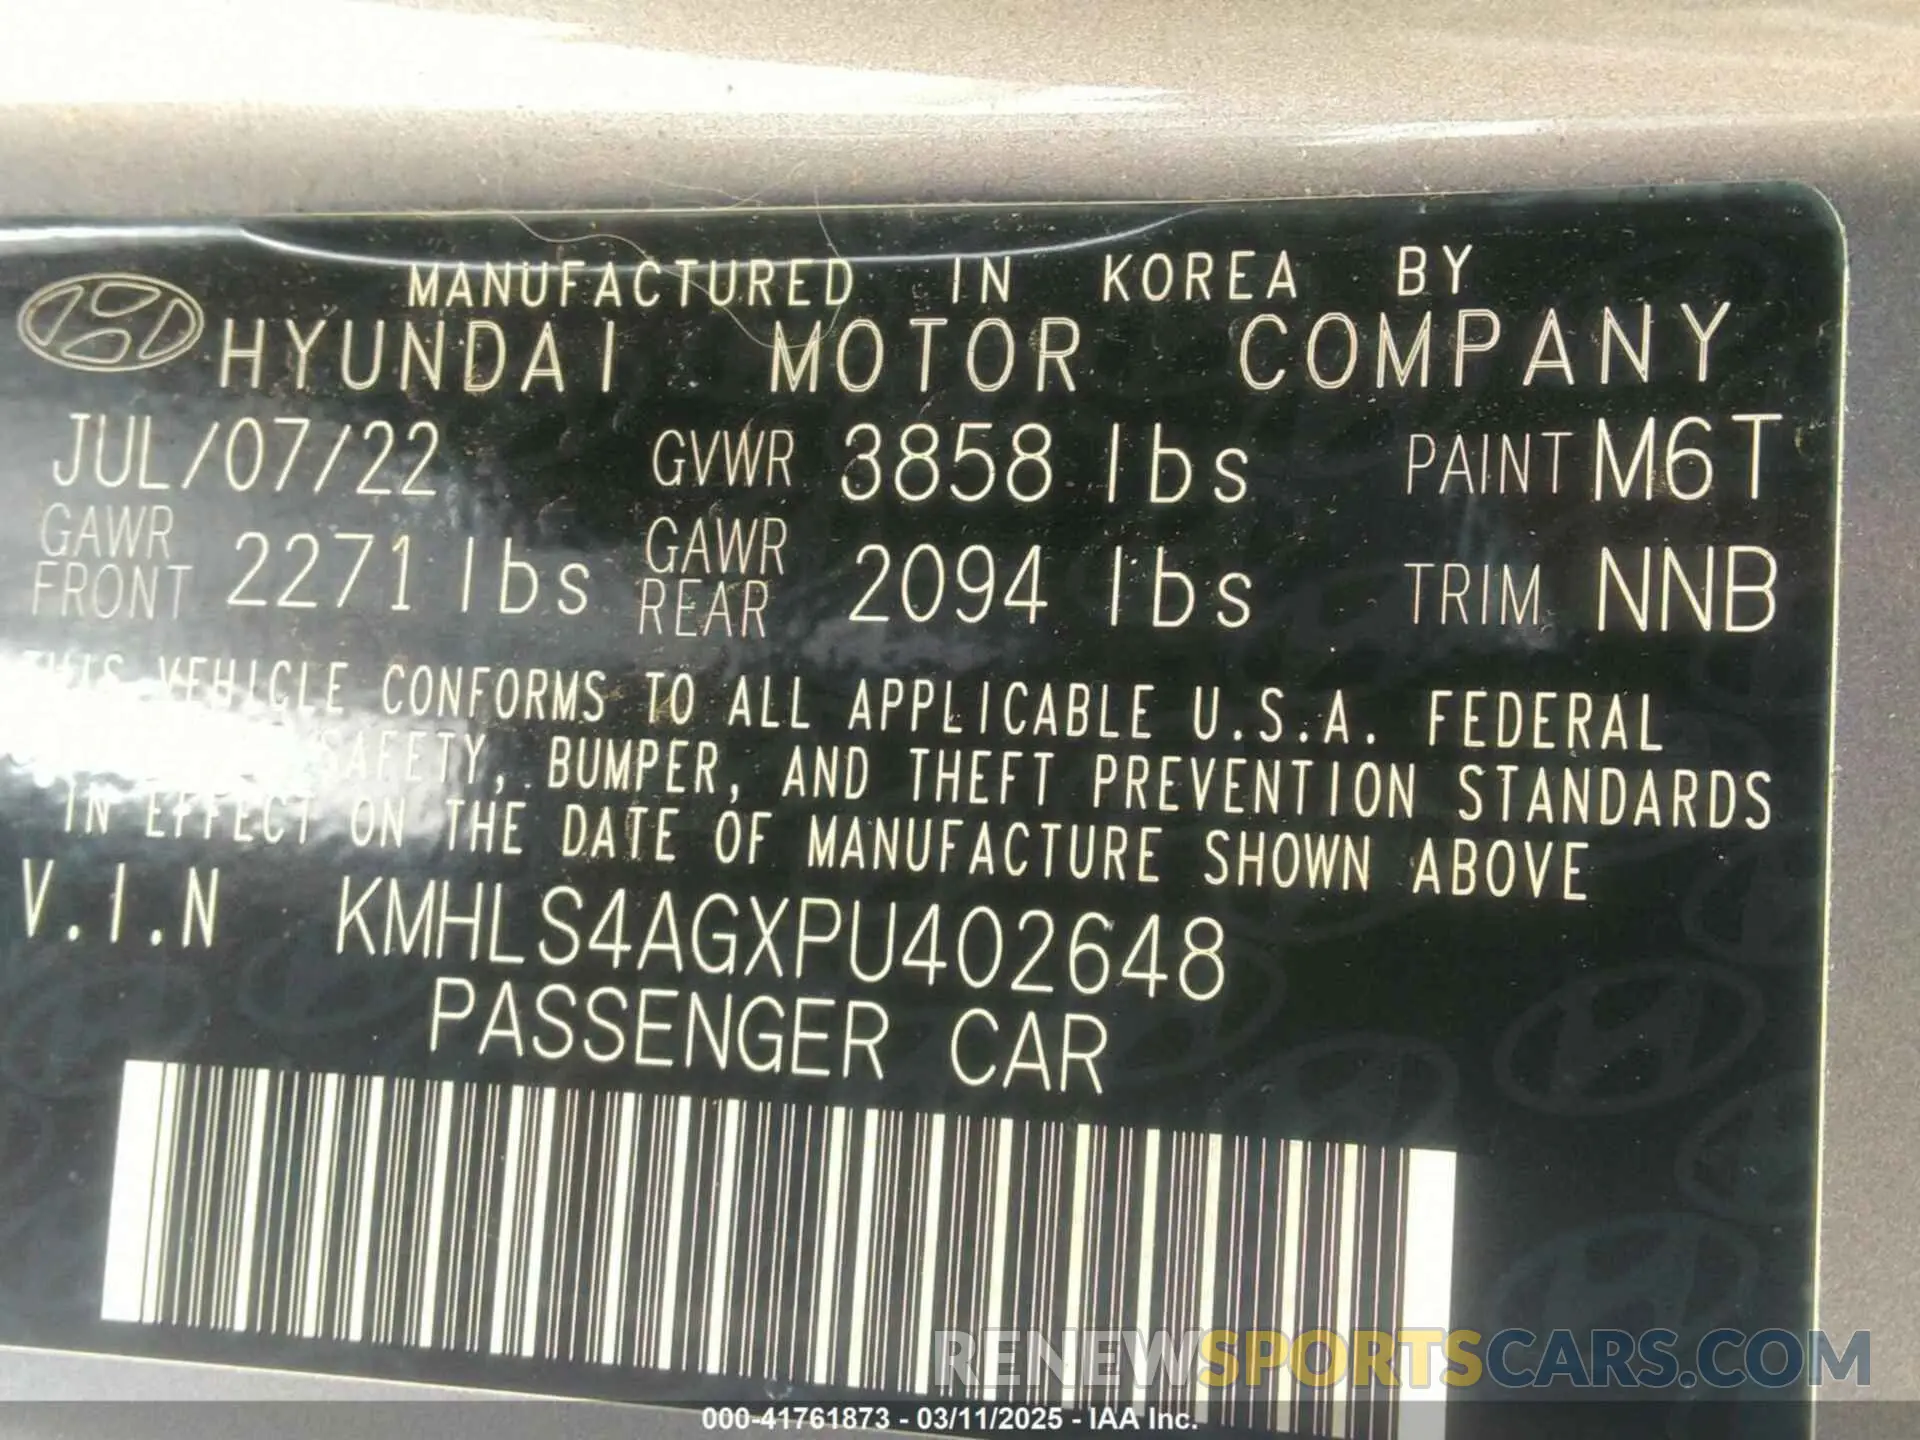 MANUFACTURED IN KOREA BY
HYUNDAI MOTOR COMPANY
JUL/07/22 GVWR 3858 lbs PAINT M6T
GAWR FRONT 2271 lbs GAWR REAR 2094 lbs TRIM NNB
THIS VEHICLE CONFORMS TO ALL APPLICABLE U.S.A. FEDERAL
SAFETY, BUMPER, AND THEFT PREVENTION STANDARDS
IN EFFECT ON THE DATE OF MANUFACTURE SHOWN ABOVE
V.I.N KMHLS4AGXPU402648
PASSENGER CAR
RENEWSPORTSCARS.COM
000-41761873 - 03/11/2025 - IAA Inc.